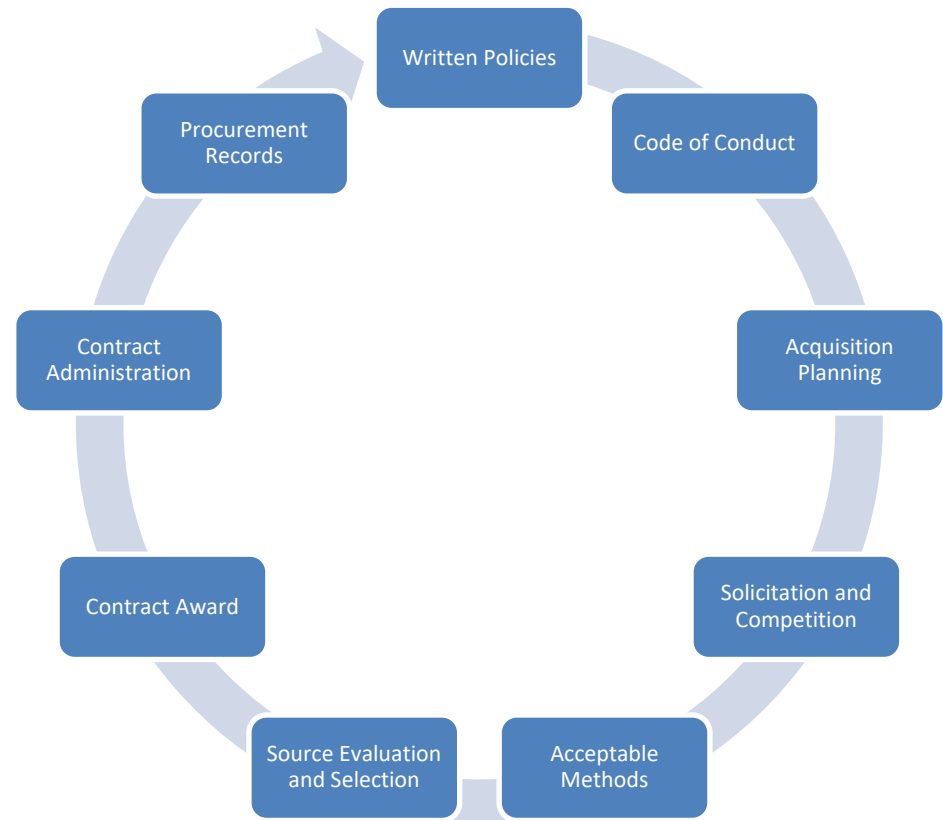 Written Policies
Code of Conduct
Acquisition
Planning
Solicitation and
Competition
Acceptable
Methods
Source Evaluation
and Selection
Contract Award
Contract
Administration
Procurement
Records